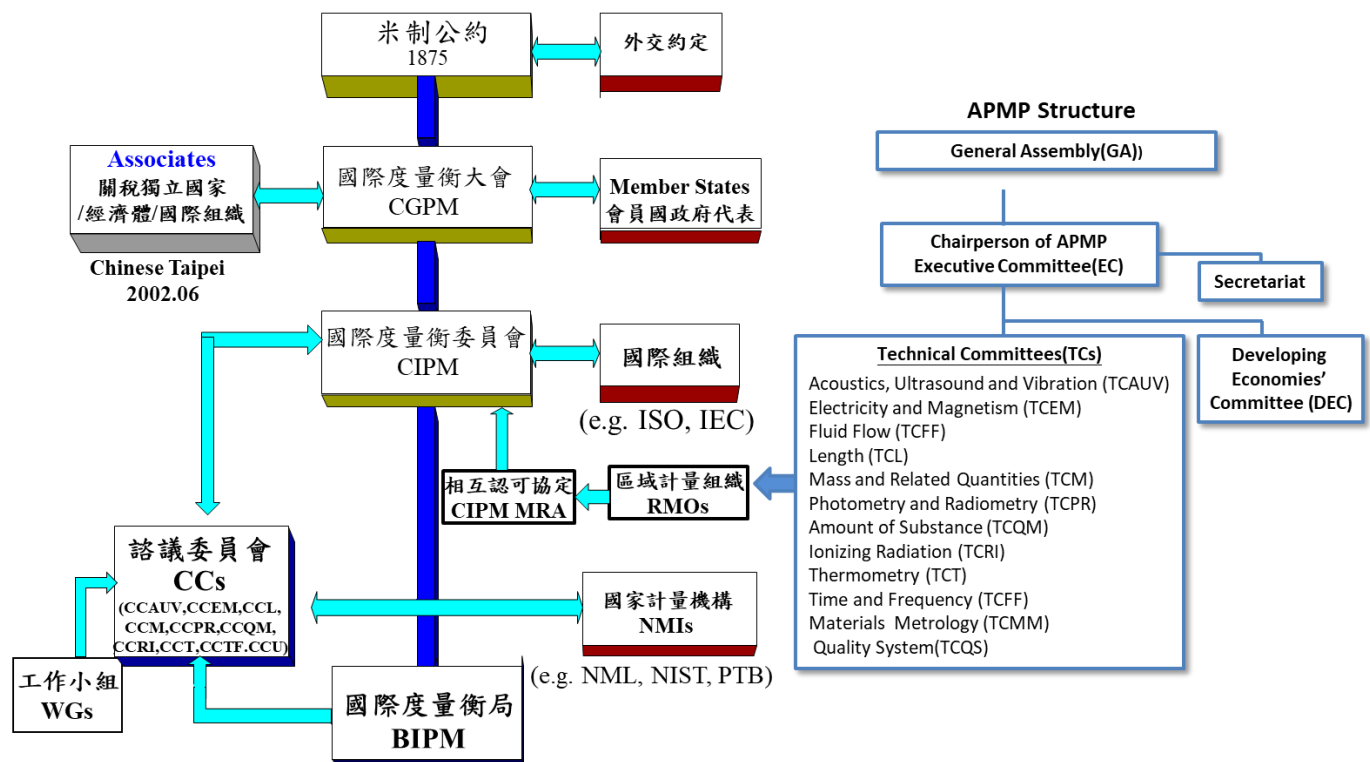 米制公約
1875
外交約定
Associates
關稅獨立國家
/經濟體/國際組織
Chinese Taipei
2002.06
國際度量衡大會
CGPM
Member States
會員國政府代表
國際度量衡委員會
CIPM
國際組織
(e.g. ISO, IEC)
相互認可協定
CIPM MRA
區域計量組織
RMOs
諮議委員會
CCs
(CCAUV,CCEM,CCL,
CCM,CCPR,CCQM,
CCRI,CCT,CCTF.CCU)
國家計量機構
NMIs
(e.g. NML, NIST, PTB)
工作小組
WGs
國際度量衡局
BIPM
APMP Structure
General Assembly(GA))
Chairperson of APMP
Executive Committee(EC)
Secretariat
Technical Committees(TCs)
Acoustics, Ultrasound and Vibration (TCAUV)
Electricity and Magnetism (TCEM)
Fluid Flow (TCFF)
Length (TCL)
Mass and Related Quantities (TCM)
Photometry and Radiometry (TCPR)
Amount of Substance (TCQM)
Ionizing Radiation (TCRI)
Thermometry (TCT)
Time and Frequency (TCFF)
Materials Metrology (TCMM)
Quality System(TCQS)
Developing
Economies’
Committee (DEC)